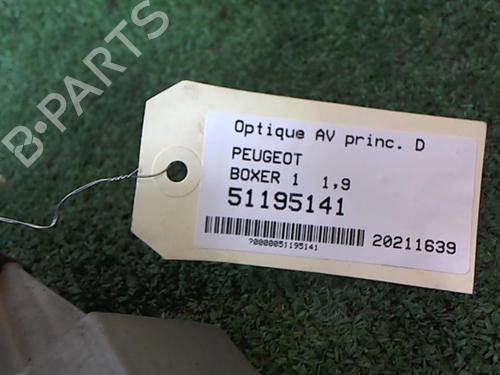 B-PARTS
Optique AV princ. D
PEUGEOT
BOXER 1 1,9
51195141
?0000051195141
20211639